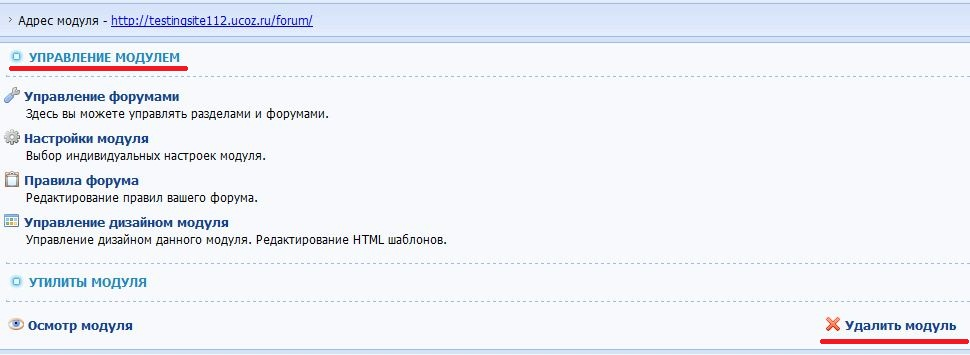 Адрес модуля - http://testingsite112.ucoz.ru/forum/
УПРАВЛЕНИЕ МОДУЛЕМ
Управление форумами
Здесь вы можете управлять разделами и форумами.
Настройки модуля
Выбор индивидуальных настроек модуля.
Правила форума
Редактирование правил вашего форума.
Управление дизайном модуля
Управление дизайном данного модуля. Редактирование HTML шаблонов.
УТИЛИТЫ МОДУЛЯ
Осмотр модуля
Удалить модуль